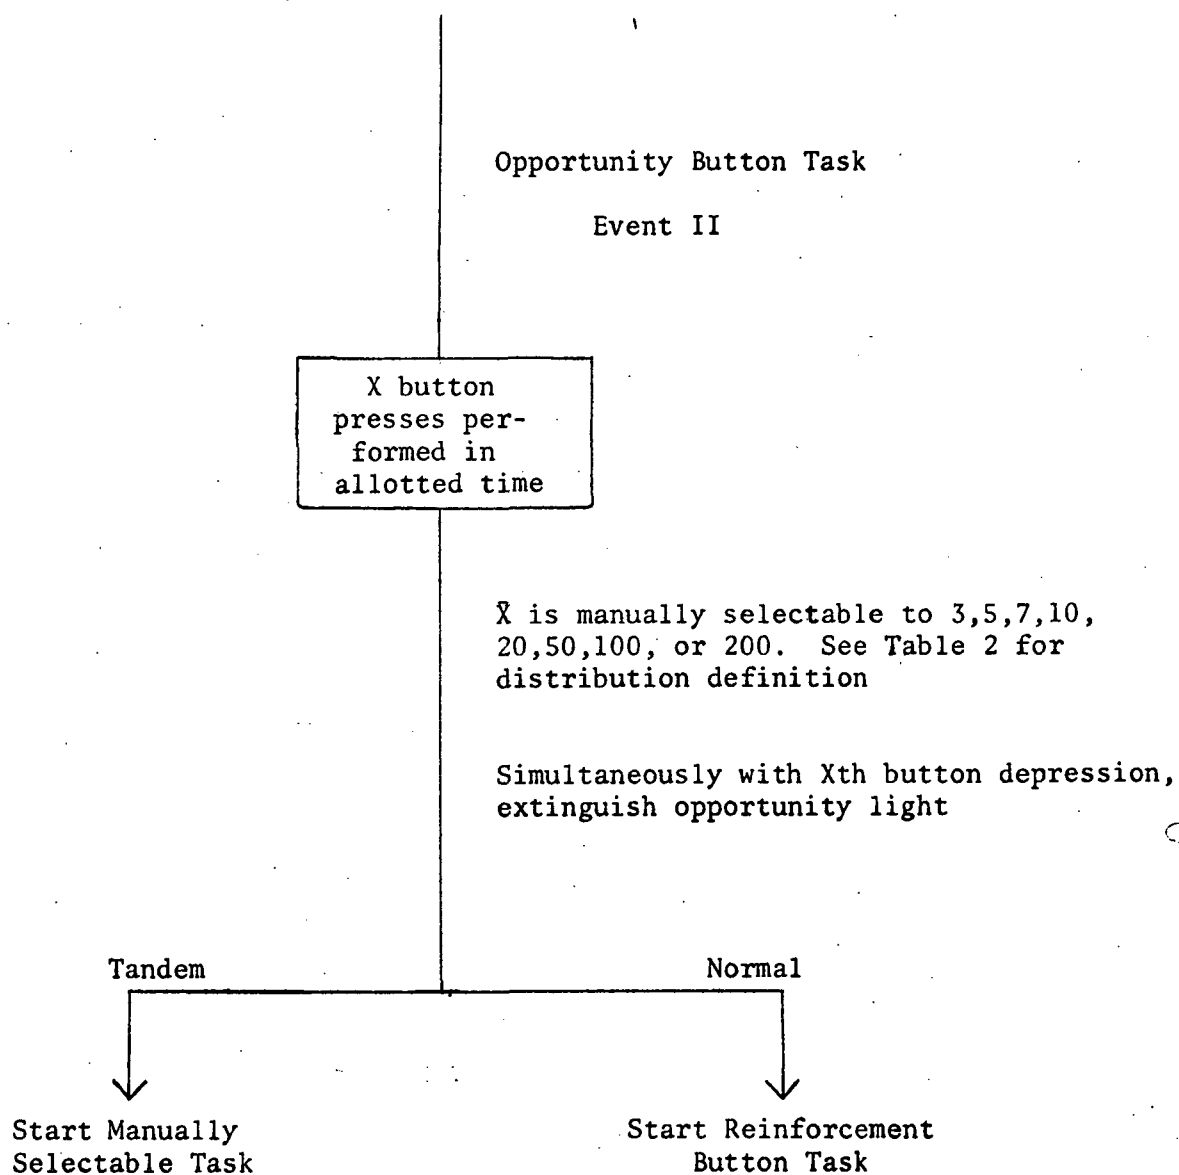 Opportunity Button Task
Event II
X button
presses per-
formed in
allotted time
X̄ is manually selectable to 3,5,7,10,
20,50,100, or 200. See Table 2 for
distribution definition
Simultaneously with Xth button depression,
extinguish opportunity light
Tandem
Normal
Start Manually
Selectable Task
Start Reinforcement
Button Task